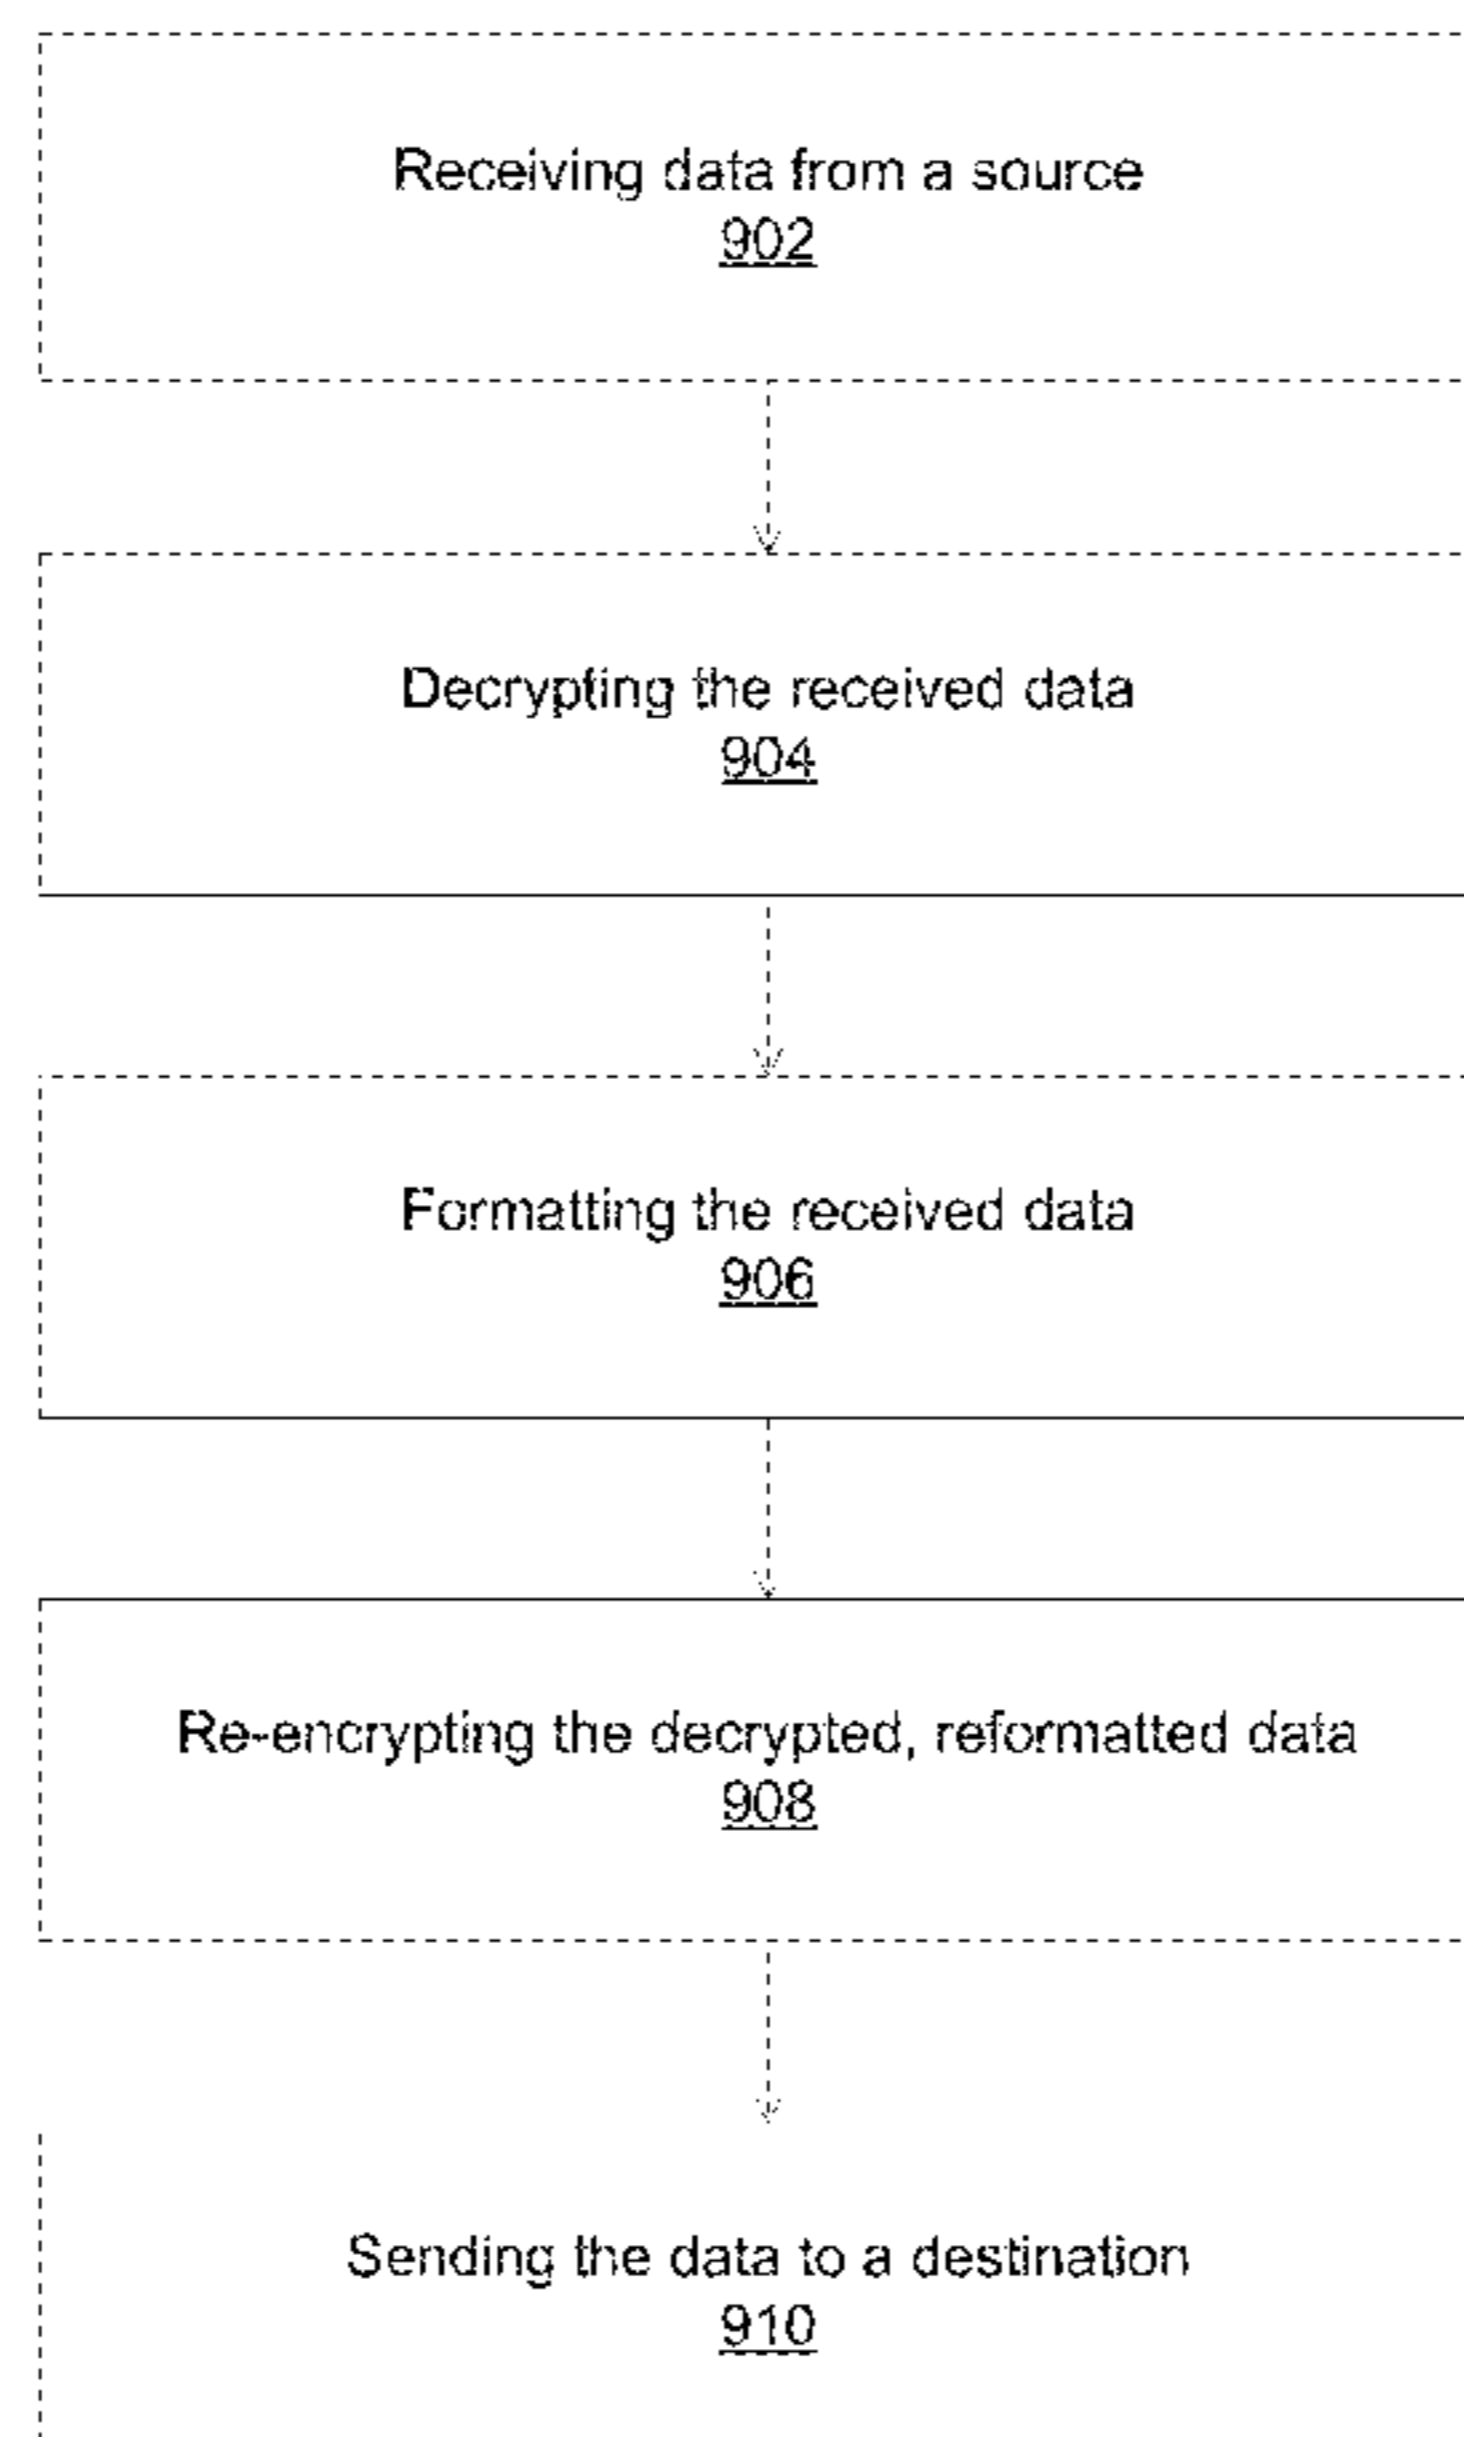 Receiving data from a source
902
Decrypting the received data
904
Formatting the received data
906
Re-encrypting the decrypted, reformatted data
908
Sending the data to a destination
910